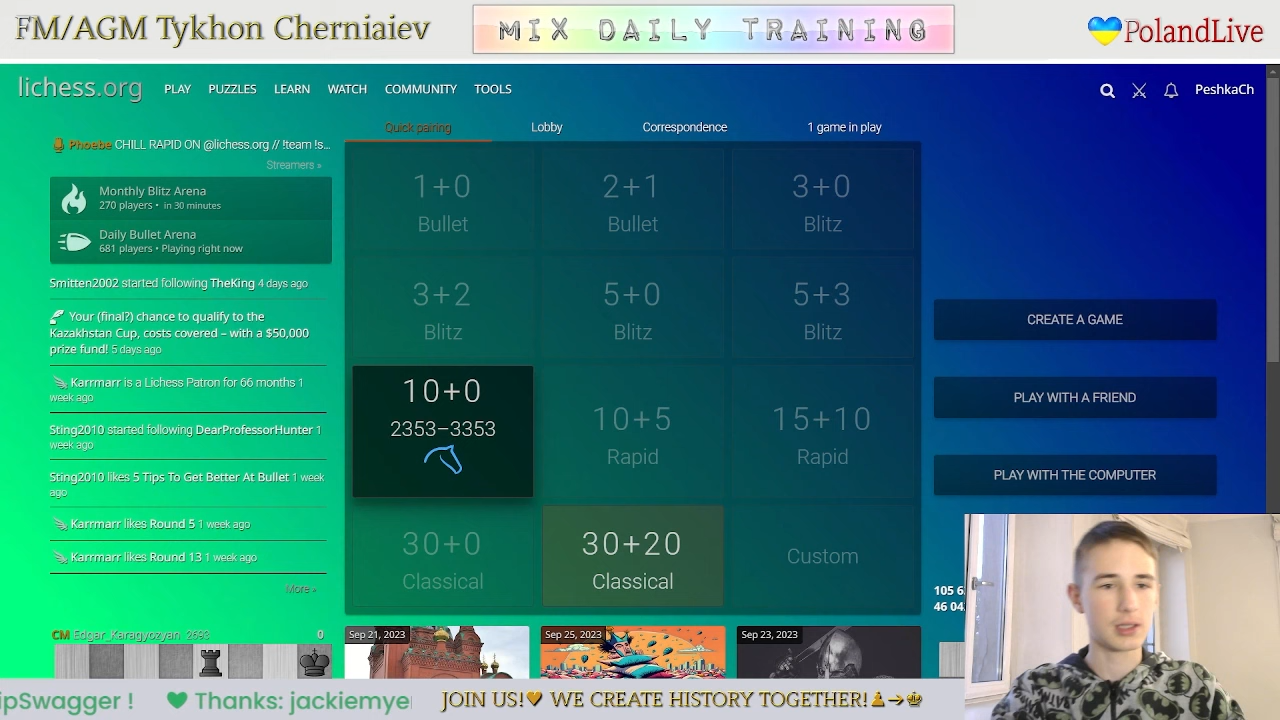 FM/AGM Tykhon Cherniaiev
MIX DAILY TRAINING
PolandLive
lichess.org
PLAY PUZZLES LEARN WATCH COMMUNITY TOOLS
PeshkaCh
Quick pairing Lobby Correspondence 1 game in play
Phoebe CHILL RAPID ON @lichess.org // !team !s...
Streamers »
Monthly Blitz Arena
270 players • in 30 minutes
Daily Bullet Arena
681 players • Playing right now
Smitten2002 started following TheKing 4 days ago
Your (final?) chance to qualify to the
Kazakhstan Cup, costs covered – with a $50,000
prize fund! 5 days ago
Karrmarr is a Lichess Patron for 66 months 1
week ago
Sting2010 started following DearProfessorHunter 1
week ago
Sting2010 likes 5 Tips To Get Better At Bullet 1 week
ago
Karrmarr likes Round 5 1 week ago
Karrmarr likes Round 13 1 week ago
More »
CM Edgar_Karagyozyan 2693 0
1+0
Bullet
2+1
Bullet
3+0
Blitz
3+2
Blitz
5+0
Blitz
5+3
Blitz
10+0
2353–3353
10+5
Rapid
15+10
Rapid
30+0
Classical
30+20
Classical
Custom
CREATE A GAME
PLAY WITH A FRIEND
PLAY WITH THE COMPUTER
105 6
46 04
Sep 21, 2023
Sep 25, 2023
Sep 23, 2023
ipSwagger ! Thanks: jackiemye
JOIN US! WE CREATE HISTORY TOGETHER!